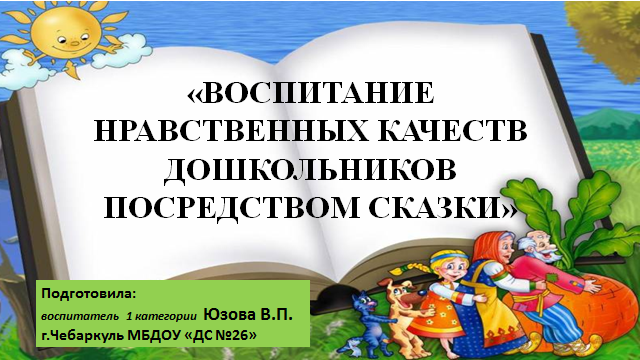 «ВОСПИТАНИЕ
НРАВСТВЕННЫХ КАЧЕСТВ
ДОШКОЛЬНИКОВ
ПОСРЕДСТВОМ СКАЗКИ»
Подготовила:
воспитатель 1 категории Юзова В.П.
г.Чебаркуль МБДОУ «ДС №26»